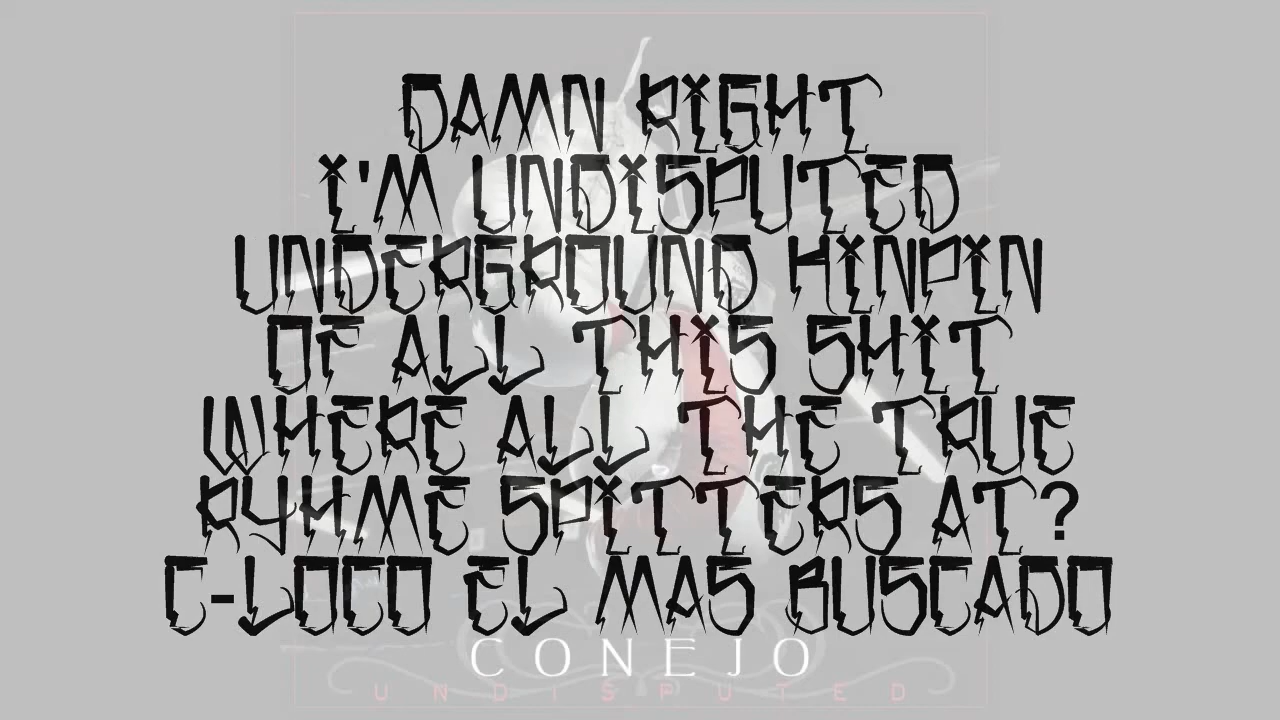 DAMN RIGHT
I'M UNDISPUTED
UNDERGROUND HINPIN
OF ALL THIS SHIT
WHERE ALL THE TRUE
RYHME SPITTERS AT?
C-LOCO EL MAS BUSCADO
CONEJO
UNDISPUTED